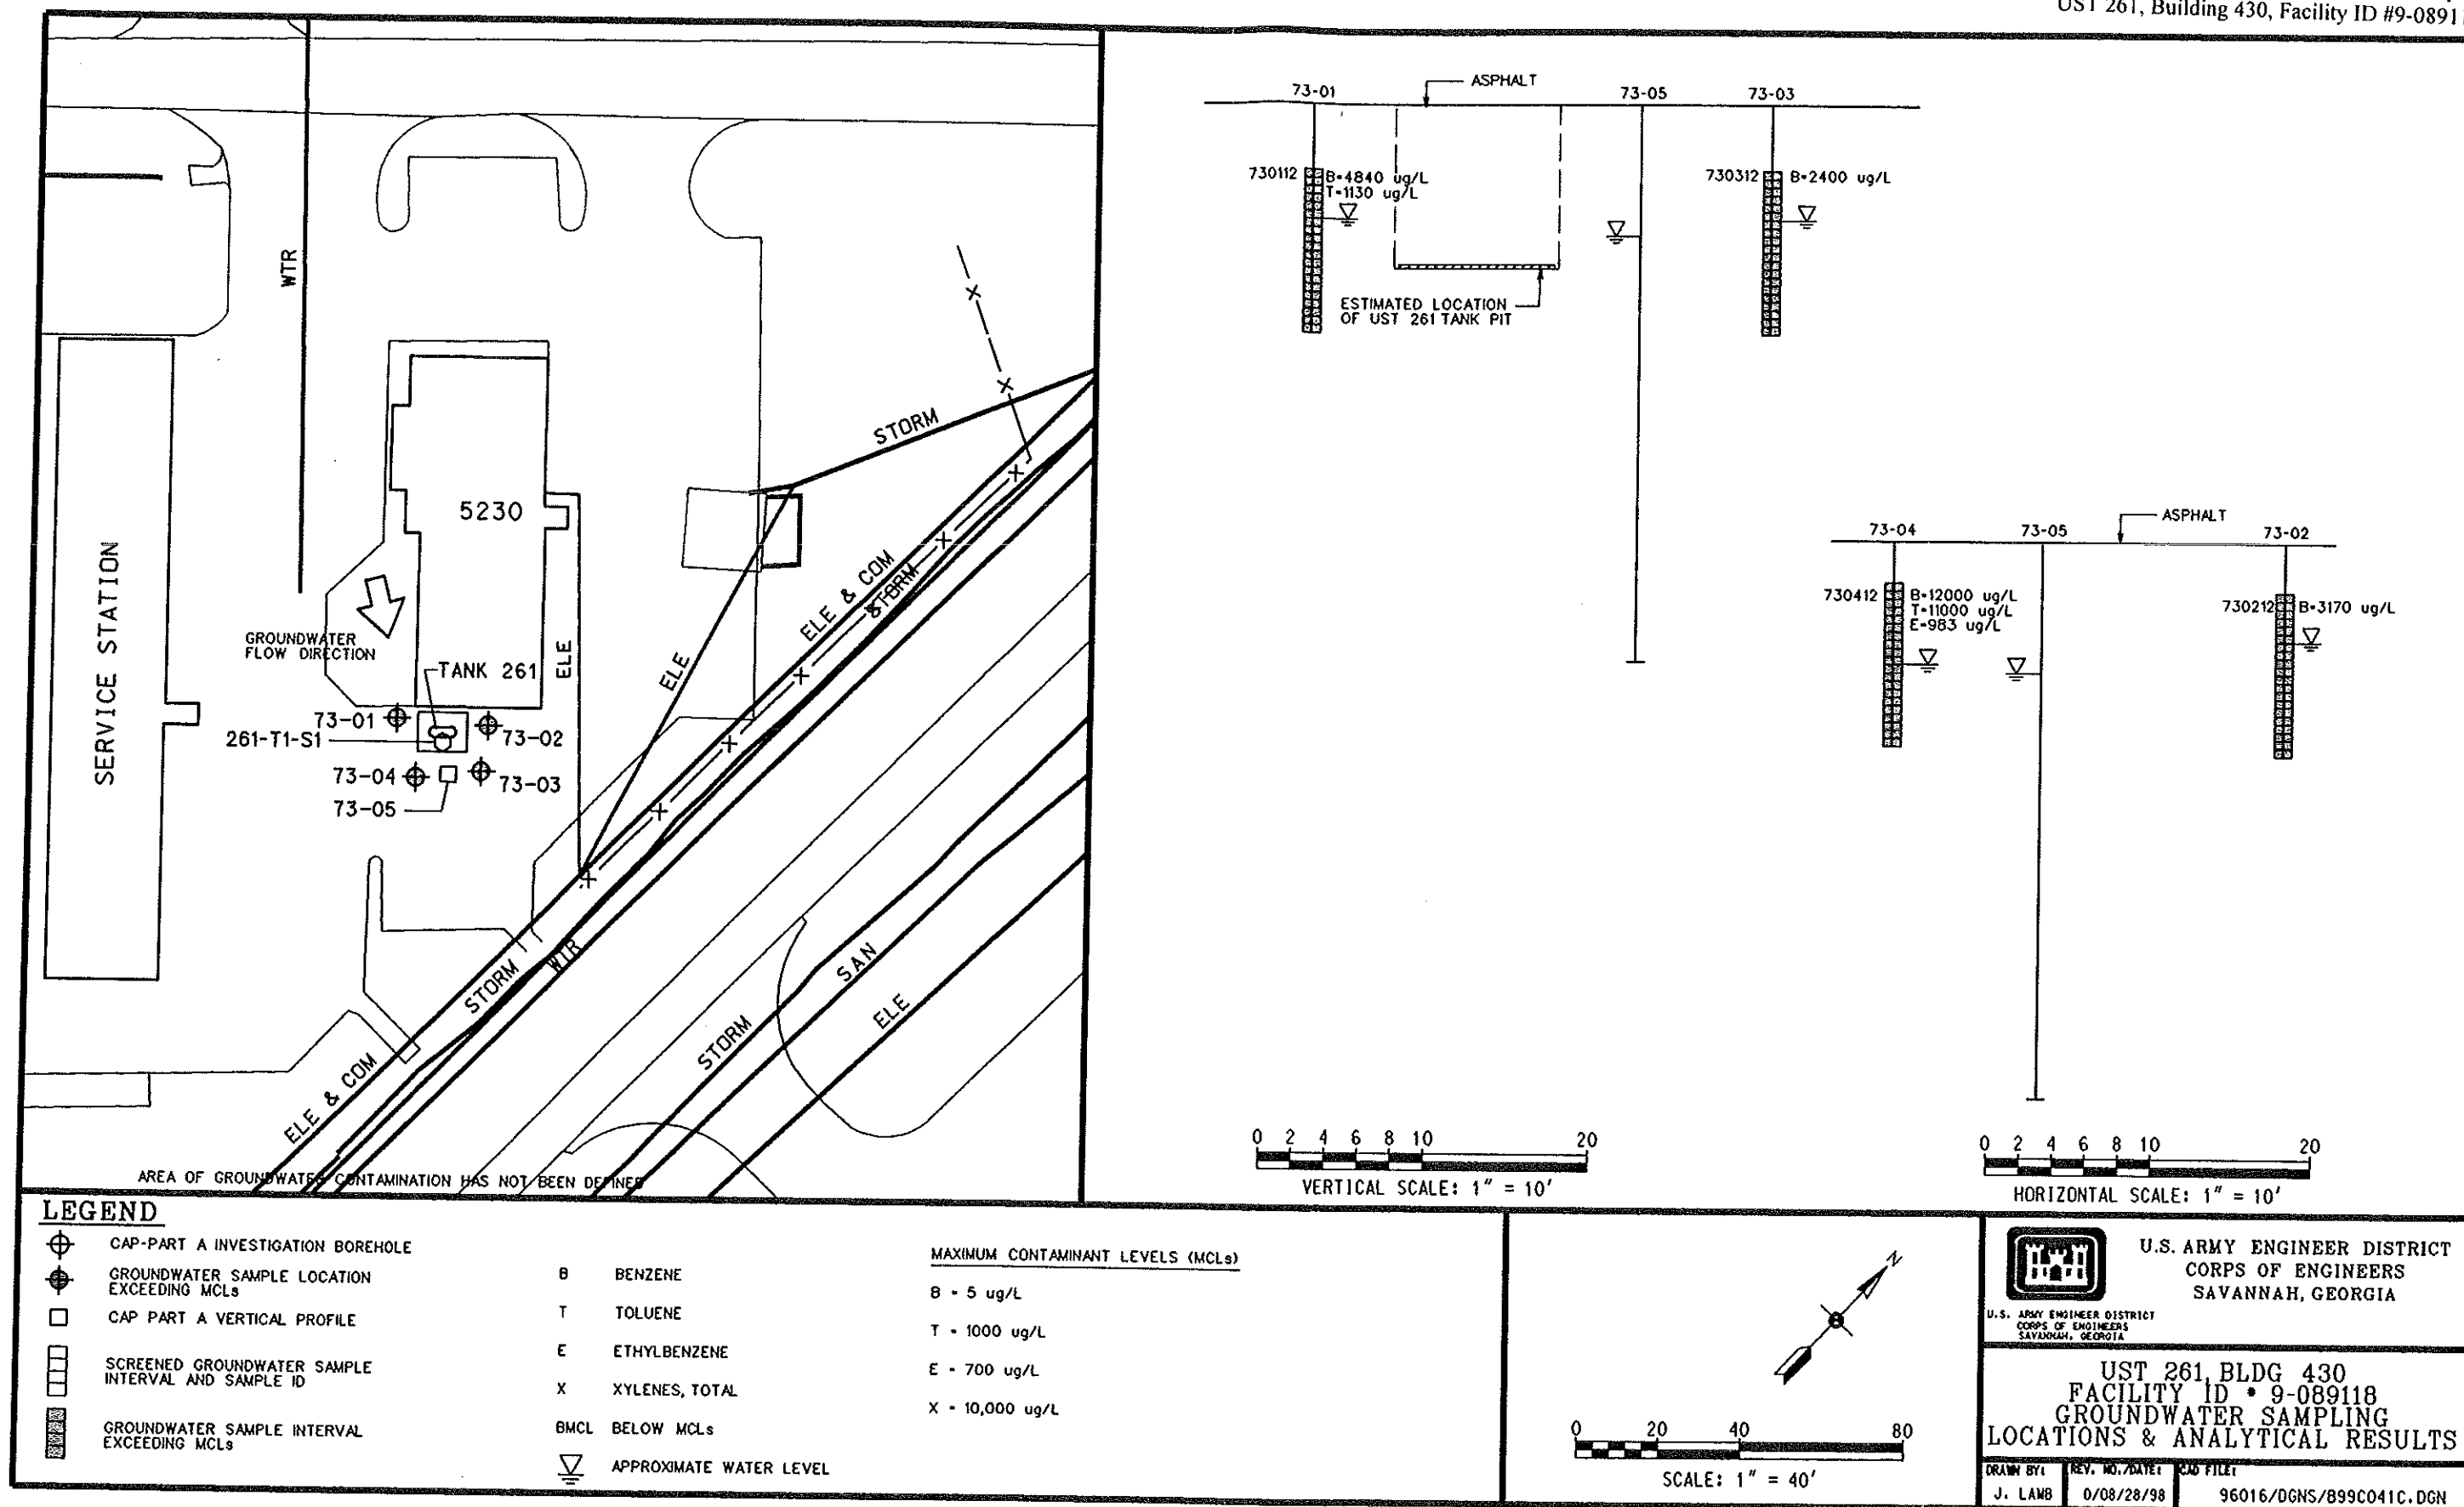 UST 261, Building 430, Facility ID #9-0891
WTR
SERVICE STATION
5230
GROUNDWATER
FLOW DIRECTION
TANK 261
73-01
73-02
261-T1-S1
73-04
73-03
73-05
ELE
ELE
STORM
ELE & COM
STORM
STORM
WTR
ELE & COM
STORM
SAN
ELE
AREA OF GROUNDWATER CONTAMINATION HAS NOT BEEN DEFINED
73-01
ASPHALT
73-05
73-03
730112
B=4840 ug/L
T=1130 ug/L
730312
B=2400 ug/L
ESTIMATED LOCATION
OF UST 261 TANK PIT
73-04
73-05
ASPHALT
73-02
730412
B=12000 ug/L
T=11000 ug/L
E=983 ug/L
730212
B=3170 ug/L
0 2 4 6 8 10 20
VERTICAL SCALE: 1" = 10'
0 2 4 6 8 10 20
HORIZONTAL SCALE: 1" = 10'
LEGEND
CAP-PART A INVESTIGATION BOREHOLE
GROUNDWATER SAMPLE LOCATION
EXCEEDING MCLs
CAP PART A VERTICAL PROFILE
SCREENED GROUNDWATER SAMPLE
INTERVAL AND SAMPLE ID
GROUNDWATER SAMPLE INTERVAL
EXCEEDING MCLs
B BENZENE
T TOLUENE
E ETHYLBENZENE
X XYLENES, TOTAL
BMCL BELOW MCLs
APPROXIMATE WATER LEVEL
MAXIMUM CONTAMINANT LEVELS (MCLs)
B = 5 ug/L
T = 1000 ug/L
E = 700 ug/L
X = 10,000 ug/L
N
0 20 40 80
SCALE: 1" = 40'
U.S. ARMY ENGINEER DISTRICT
CORPS OF ENGINEERS
SAVANNAH, GEORGIA
U.S. ARMY ENGINEER DISTRICT
CORPS OF ENGINEERS
SAVANNAH, GEORGIA
UST 261, BLDG 430
FACILITY ID * 9-089118
GROUNDWATER SAMPLING
LOCATIONS & ANALYTICAL RESULTS
DRAWN BY:
J. LAMB
REV. NO./DATE:
0/08/28/98
CAD FILE:
96016/DGNS/B99C041C.DGN